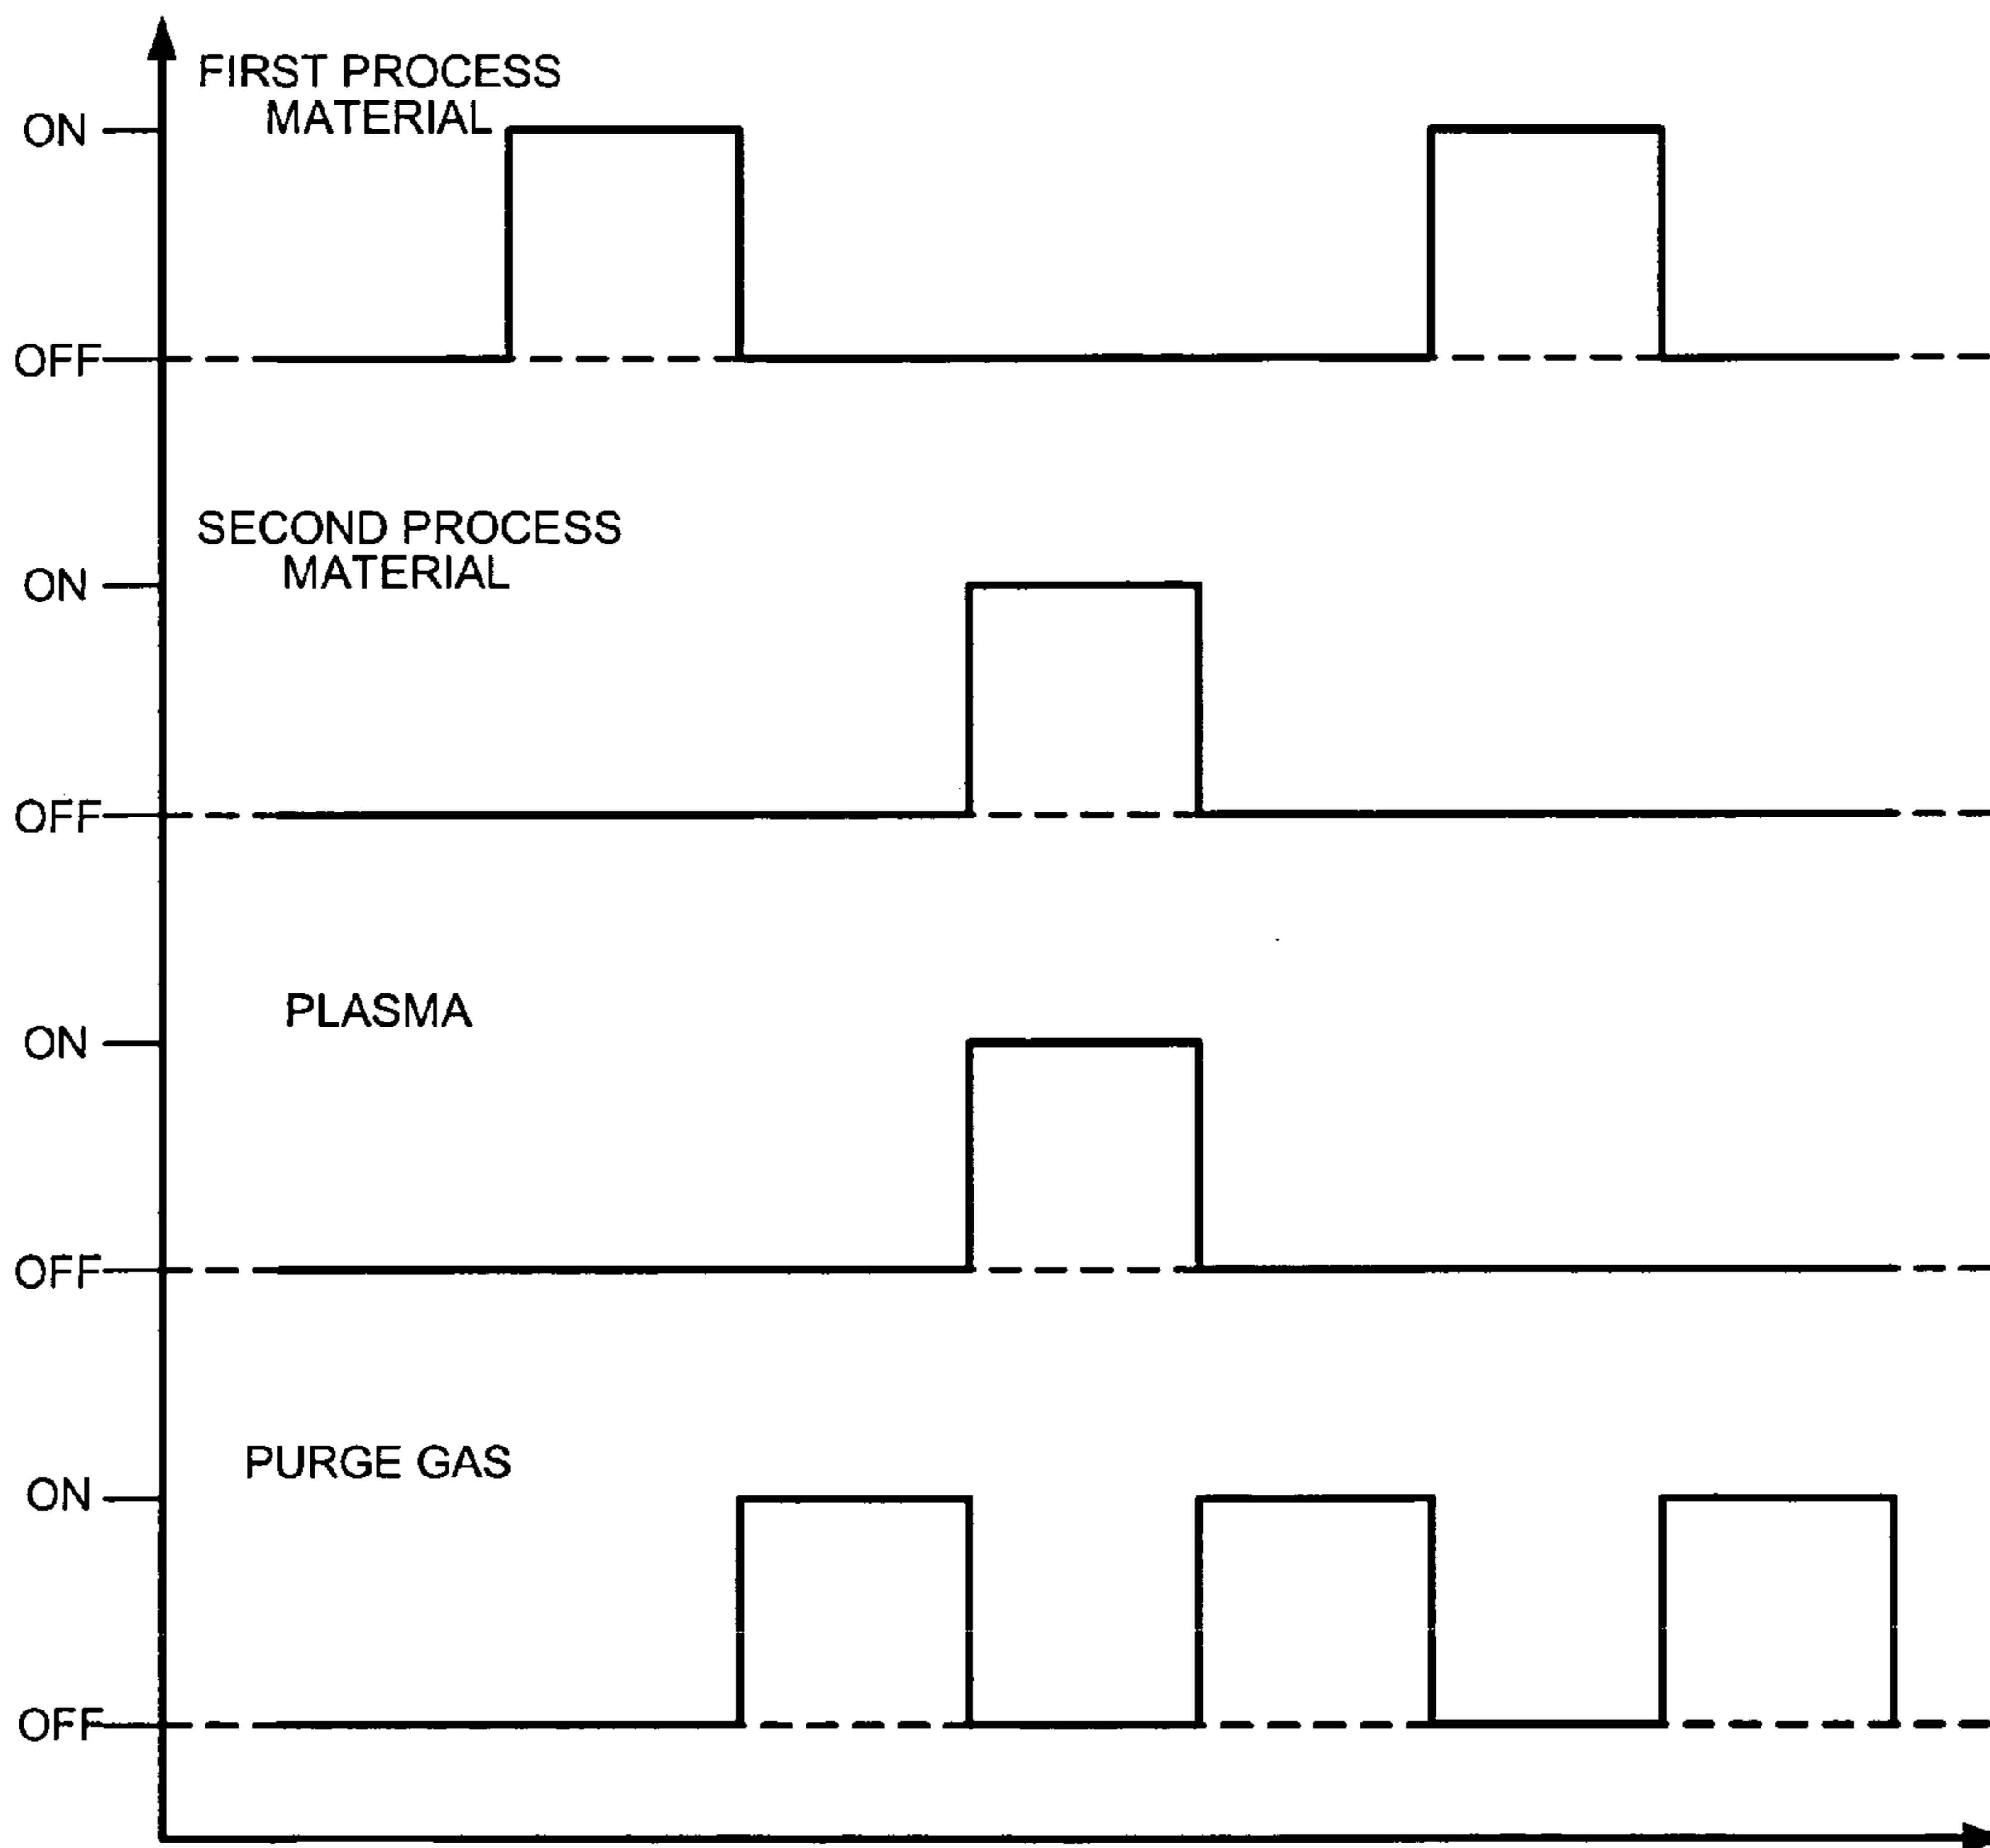 FIRST PROCESS
MATERIAL
ON
OFF
SECOND PROCESS
MATERIAL
ON
OFF
PLASMA
ON
OFF
PURGE GAS
ON
OFF